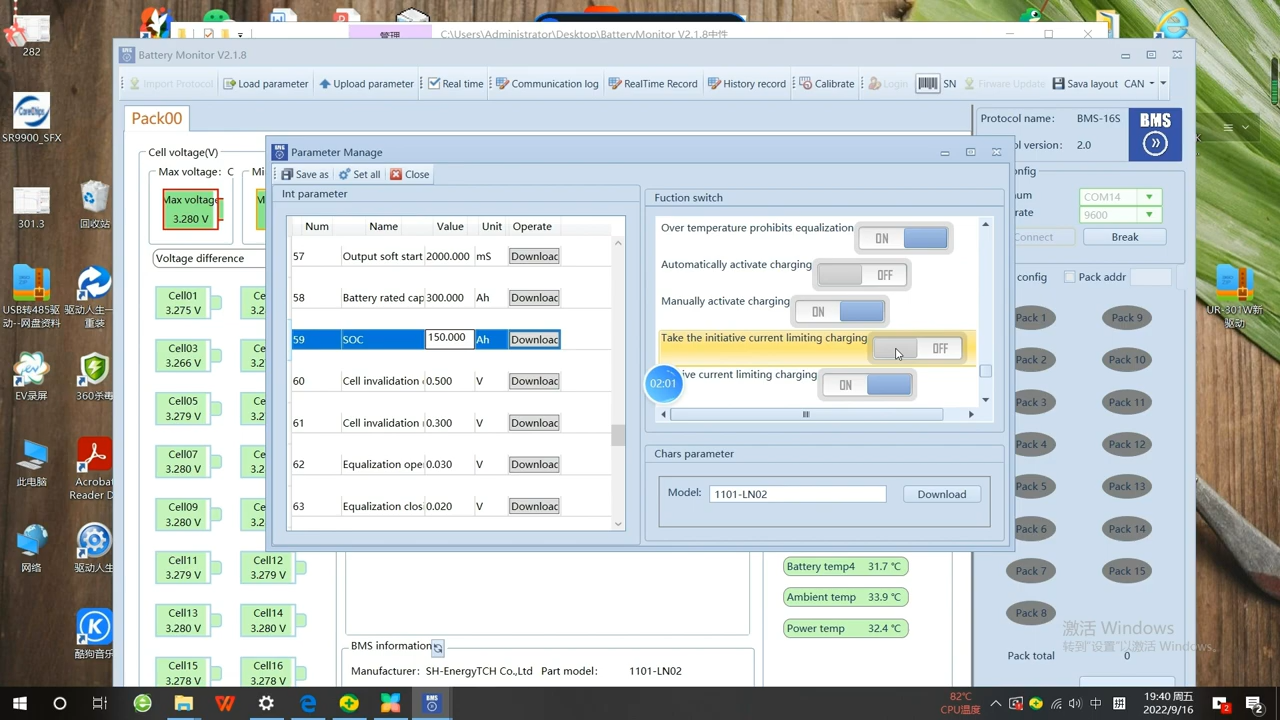 282
管理
C:\Users\Administrator\Desktop\BatteryMonitor V2.1.8中性
Battery Monitor V2.1.8
Import Protocol
Load parameter
Upload parameter
Real time
Communication log
RealTime Record
History record
Calibrate
Login
SN
Firware Update
Sava layout
CAN
SR9900_SFX
Pack00
Protocol name: BMS-16S
BMS
Cell voltage(V)
Parameter Manage
ol version: 2.0
Max voltage: C
Mi
Save as
Set all
Close
onfig
Int parameter
Fuction switch
Max voltage
3.280 V
um
COM14
rate
9600
Num Name Value Unit Operate
Over temperature prohibits equalization
ON
301.3
回收站
onnect
Break
57 Output soft start 2000.000 mS Downloac
Voltage difference
Automatically activate charging
OFF
config
Pack addr
58 Battery rated cap 300.000 Ah Downloac
Cell01
3.275 V
Manually activate charging
ON
Pack 1
Pack 9
USB转485驱
动--网盘资料
驱动人生一
重装
UR-301W新
驱动
59 SOC 150.000 Ah Downloac
Take the initiative current limiting charging
OFF
Cell03
3.266 V
Pack 2
Pack 10
60 Cell invalidation 0.500 V Downloac
02:01
ive current limiting charging
ON
EV录屏
360杀毒
Cell05
3.279 V
Pack 3
Pack 11
61 Cell invalidation 0.300 V Downloac
Cell07
3.280 V
Pack 4
Pack 12
62 Equalization ope 0.030 V Downloac
Chars parameter
此电脑
Acrobat
Reader D
Model: 1101-LN02
Download
Pack 5
Pack 13
63 Equalization clos 0.020 V Downloac
Cell09
3.280 V
Pack 6
Pack 14
网络
驱动人生
Cell11
3.279 V
Cell12
3.279 V
Battery temp4 31.7 ℃
Pack 7
Pack 15
Ambient temp 33.9 ℃
Cell13
3.280 V
Cell14
3.280 V
Power temp 32.4 ℃
Pack 8
激活 Windows
转到"设置"以激活 Windows。
酷狗音乐
BMS information
Pack total 0
Cell15
3.278 V
Cell16
3.278 V
Manufacturer: SH-EnergyTCH Co.,Ltd Part model: 1101-LN02
BMS
82℃
CPU温度
中
拼
19:40 周五
2022/9/16
2
2